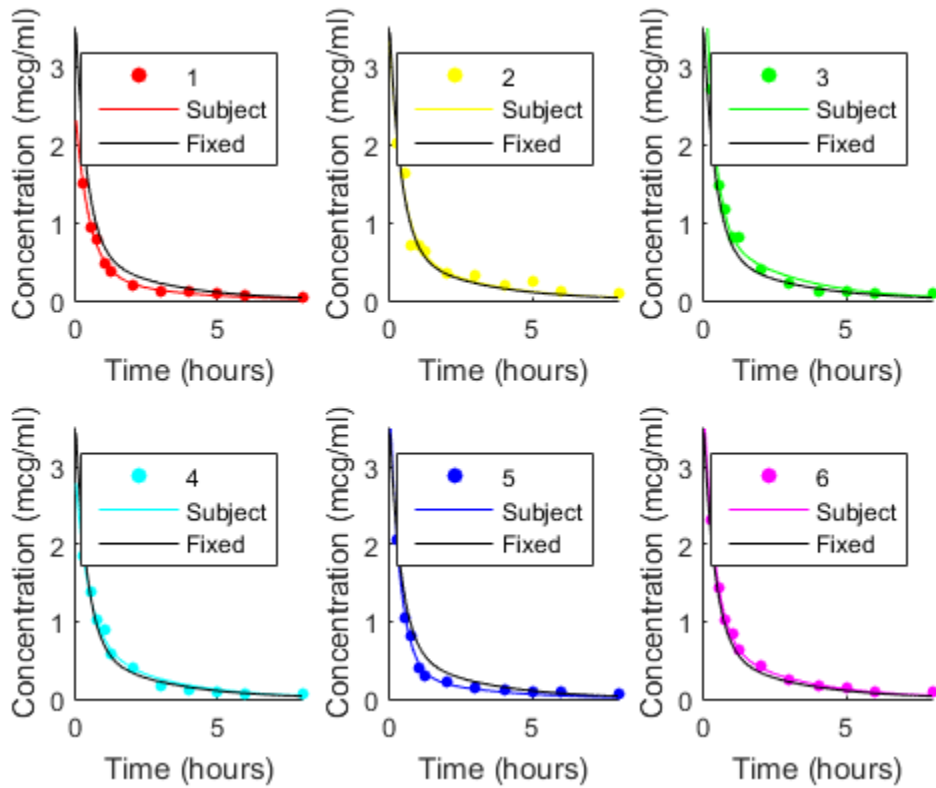 Concentration (mcg/ml)
3
2
1
0
1
Subject
Fixed
0
5
Time (hours)
Concentration (mcg/ml)
3
2
1
0
2
Subject
Fixed
0
5
Time (hours)
Concentration (mcg/ml)
3
2
1
0
3
Subject
Fixed
0
5
Time (hours)
Concentration (mcg/ml)
3
2
1
0
4
Subject
Fixed
0
5
Time (hours)
Concentration (mcg/ml)
3
2
1
0
5
Subject
Fixed
0
5
Time (hours)
Concentration (mcg/ml)
3
2
1
0
6
Subject
Fixed
0
5
Time (hours)